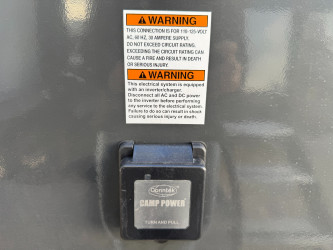 WARNING
THIS CONNECTION IS FOR 110-125-VOLT
AC, 60 HZ, 30 AMPERE SUPPLY.
DO NOT EXCEED CIRCUIT RATING.
EXCEEDING THE CIRCUIT RATING CAN
CAUSE A FIRE AND RESULT IN DEATH
OR SERIOUS INJURY.
WARNING
This electrical system is equipped
with an inverter/charger.
Disconnect all AC and DC power
to the inverter before performing
any service to the electrical system.
Failure to do so can result in shock
causing serious injury or death.
CAMP POWER
TURN AND PULL